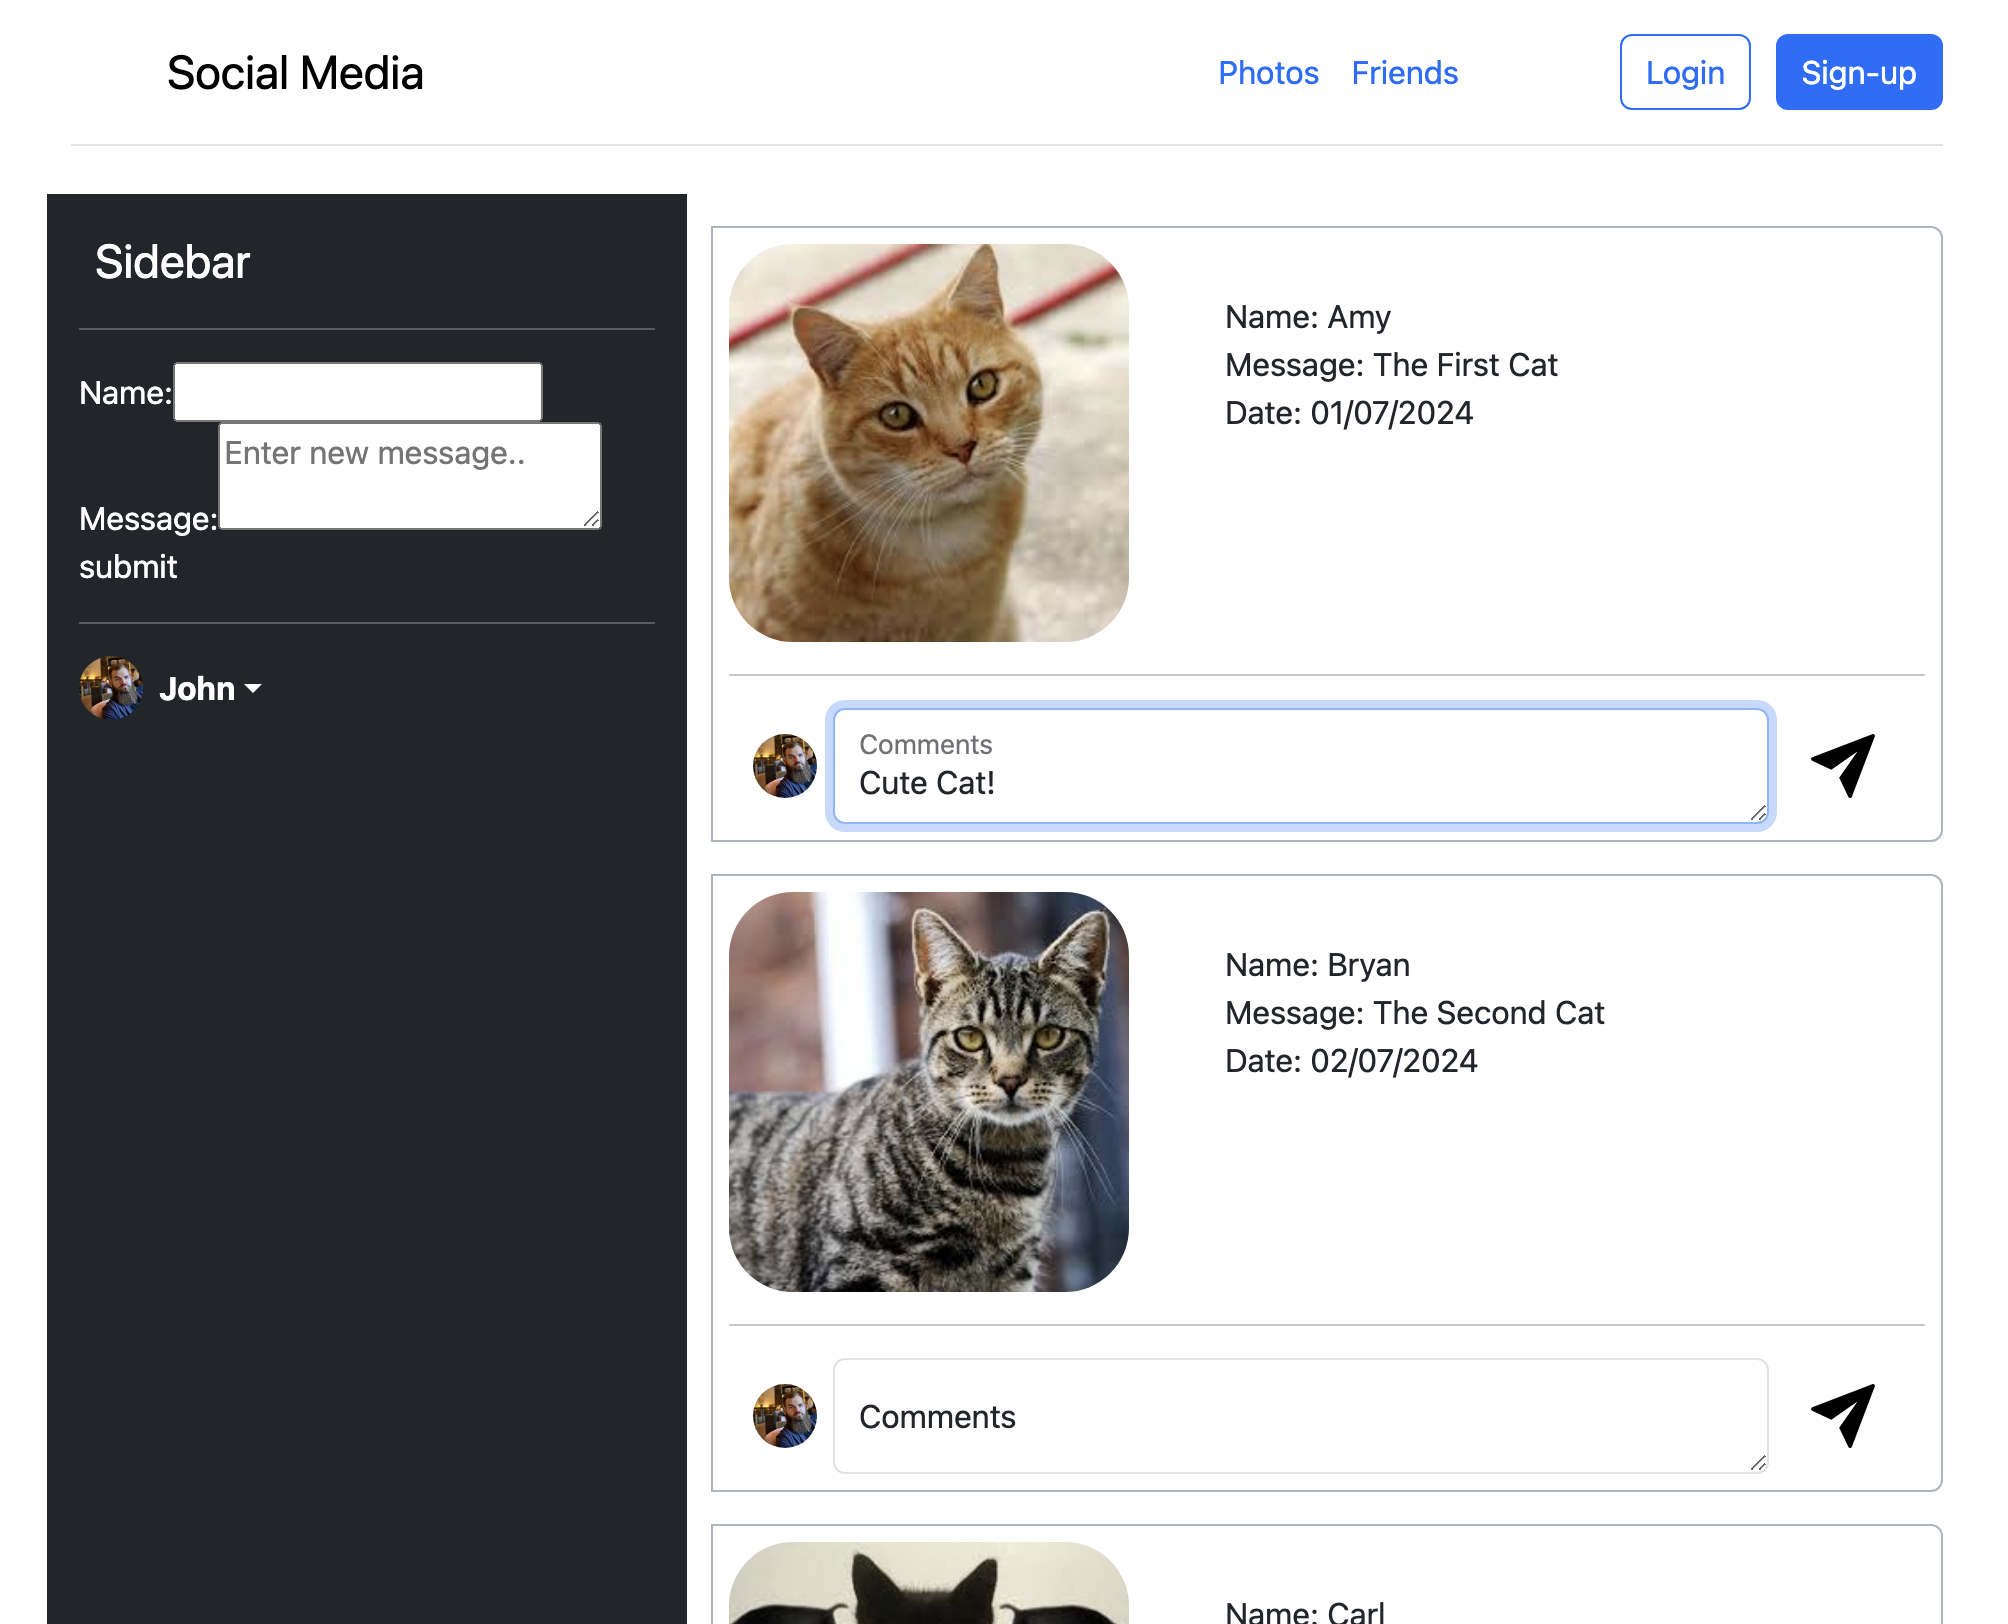 Social Media
Photos Friends Login Sign-up
Sidebar
Name:
Enter new message..
Message:
submit
John
Name: Amy
Message: The First Cat
Date: 01/07/2024
Comments
Cute Cat!
Name: Bryan
Message: The Second Cat
Date: 02/07/2024
Comments
Name: Carl